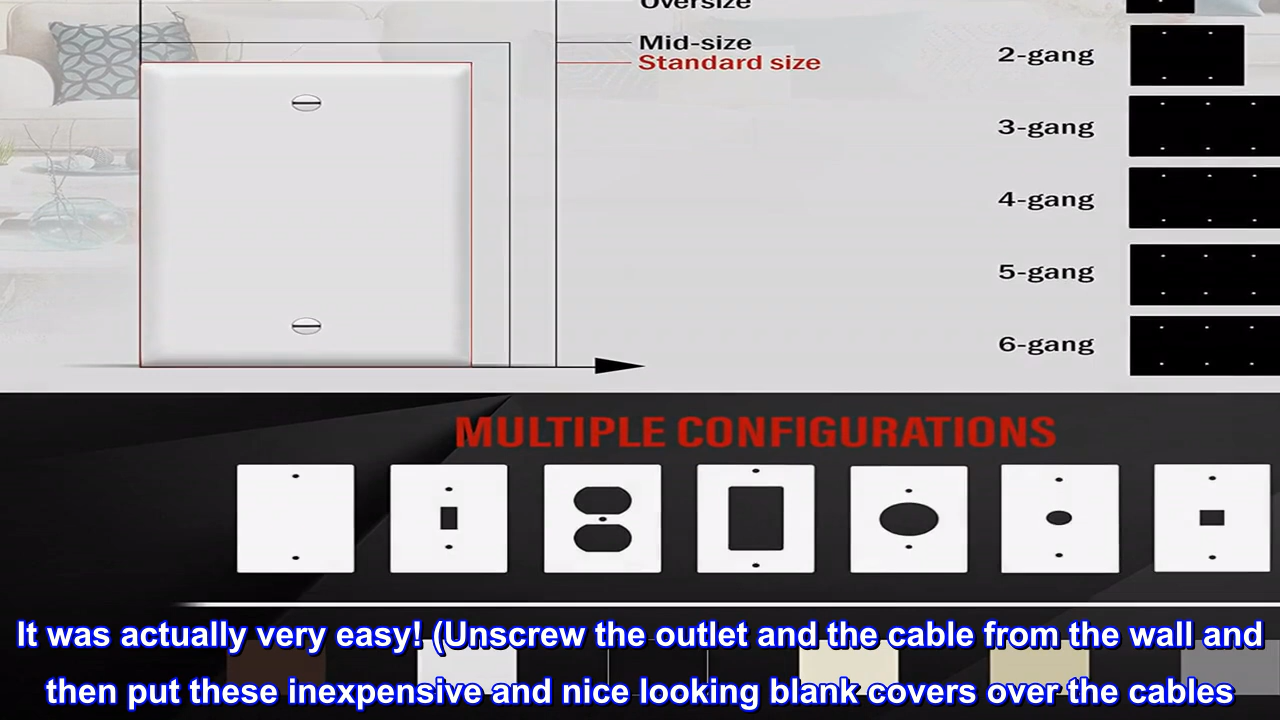 Oversize
Mid-size
Standard size
2-gang
3-gang
4-gang
5-gang
6-gang
MULTIPLE CONFIGURATIONS
It was actually very easy! (Unscrew the outlet and the cable from the wall and
then put these inexpensive and nice looking blank covers over the cables